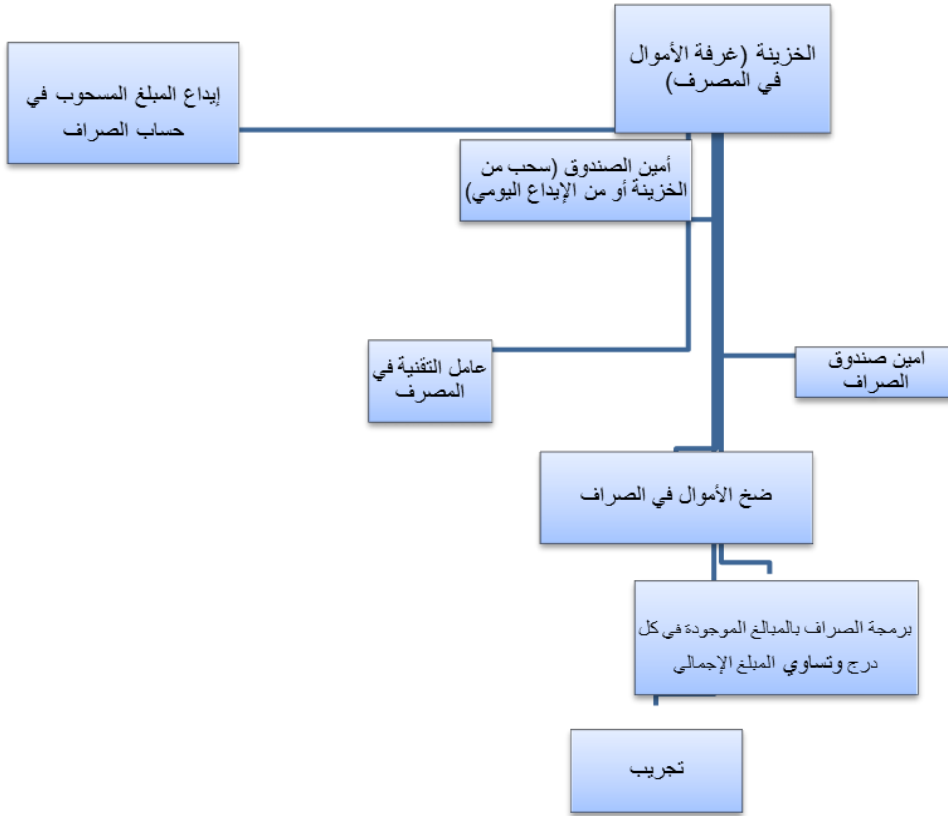 الخزينة (غرفة الأموال
في المصرف)
إيداع المبلغ المسحوب في
حساب الصراف
أمين الصندوق (سحب من
الخزينة أو من الإيداع اليومي)
امين صندوق
الصراف
عامل التقنية في
المصرف
ضخ الأموال في الصراف
برمجة الصراف بالمبالغ الموجودة في كل
درج وتساوي المبلغ الإجمالي
تجريب